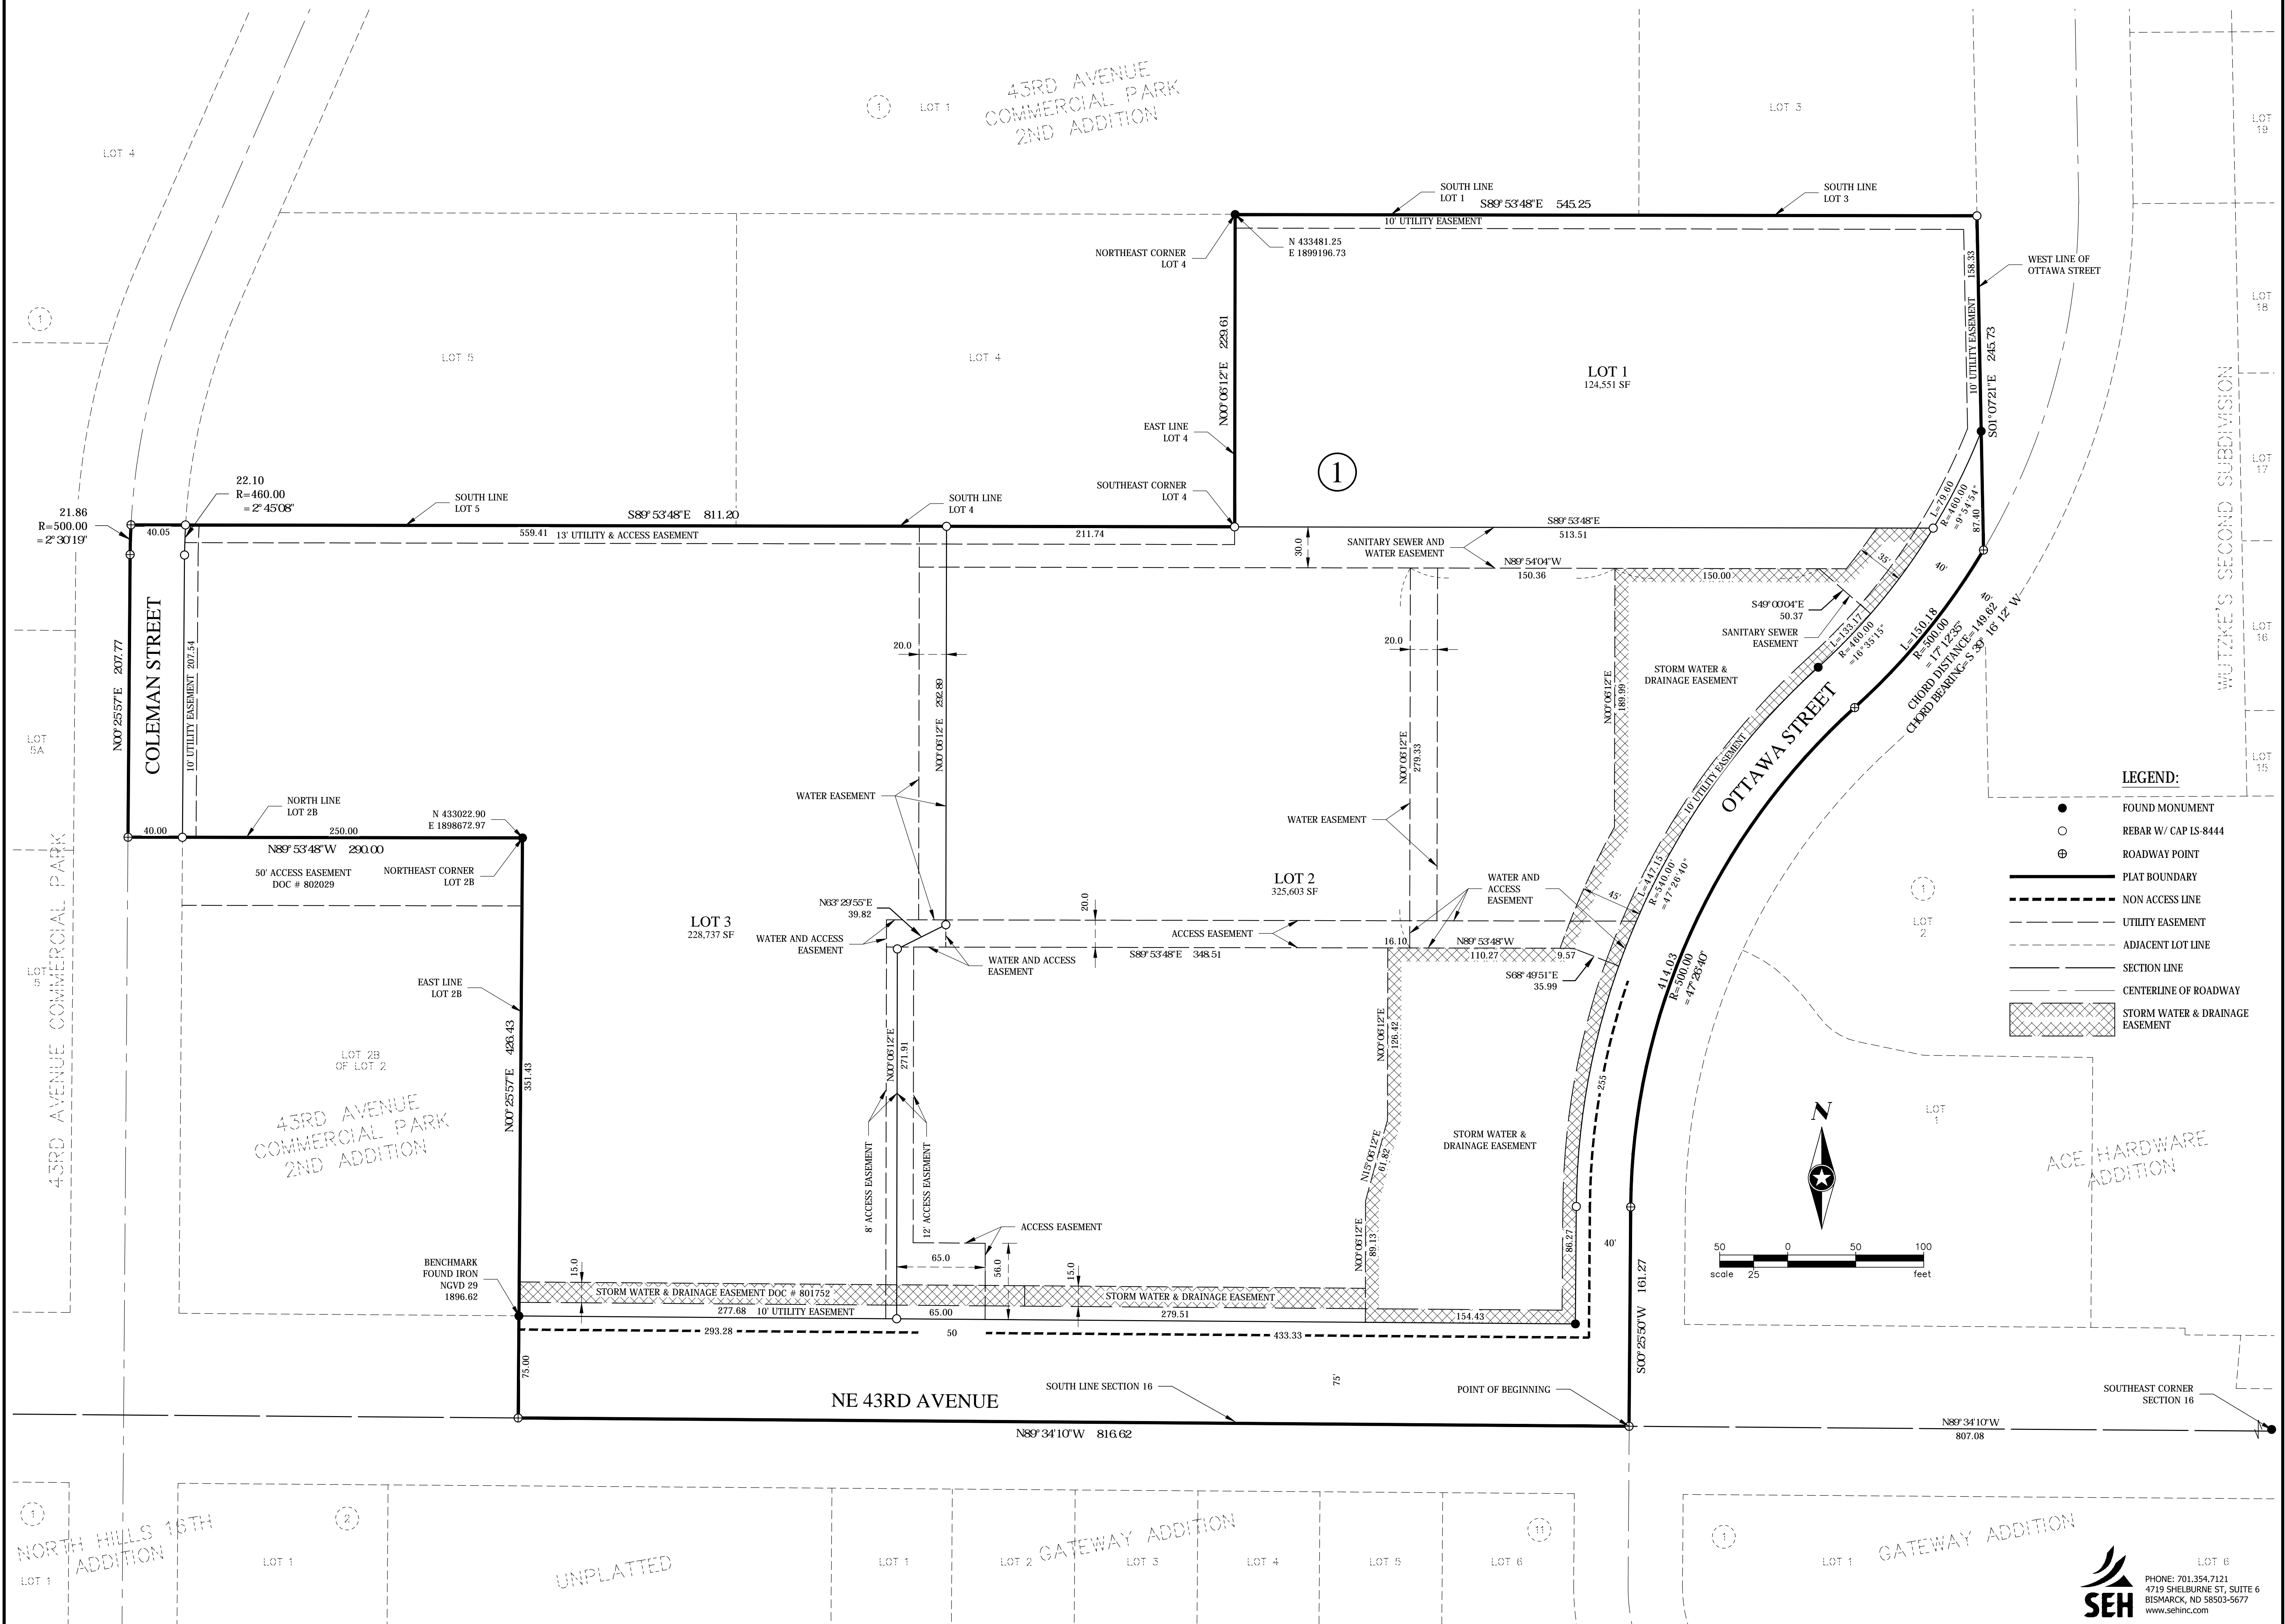 43RD AVENUE
COMMERCIAL PARK
2ND ADDITION
1
LOT 1
LOT 3
LOT 4
LOT
19
SOUTH LINE
LOT 1
S89°53'48"E 545.25
SOUTH LINE
LOT 3
10' UTILITY EASEMENT
N 433481.25
E 1899196.73
NORTHEAST CORNER
LOT 4
WEST LINE OF
OTTAWA STREET
158.33
10' UTILITY EASEMENT
S01°07'21"E 245.73
LOT
18
1
LOT 5
LOT 4
N00°06'12"E 229.61
LOT 1
124,551 SF
EAST LINE
LOT 4
1
SOUTHEAST CORNER
LOT 4
WUTZKE'S SECOND SUBDIVISION
LOT
17
22.10
R=460.00
=2°45'08"
21.86
R=500.00
=2°30'19"
40.05
SOUTH LINE
LOT 5
S89°53'48"E 811.20
SOUTH LINE
LOT 4
559.41
13' UTILITY & ACCESS EASEMENT
211.74
30.0
SANITARY SEWER AND
WATER EASEMENT
S89°53'48"E
513.51
N89°54'04"W
150.36
150.00
L=79.60
R=460.00
=9°54'54"
87.40
35'
40'
40'
S49°00'04"E
50.37
SANITARY SEWER
EASEMENT
L=133.17
R=460.00
=16°35'15"
L=150.18
R=500.00
=17°12'35"
CHORD DISTANCE=149.62
CHORD BEARING=S 39° 16' 12" W
LOT
16
LOT
15
N00°25'57"E 207.77
COLEMAN STREET
10' UTILITY EASEMENT 207.54
20.0
N00°06'12"E 292.89
20.0
N00°06'12"E
279.33
N00°06'12"E
189.99
STORM WATER &
DRAINAGE EASEMENT
10' UTILITY EASEMENT
OTTAWA STREET
LOT
5A
WATER EASEMENT
WATER EASEMENT
NORTH LINE
LOT 2B
N 433022.90
E 1898672.97
40.00
250.00
N89°53'48"W 290.00
50' ACCESS EASEMENT
DOC # 802029
NORTHEAST CORNER
LOT 2B
43RD AVENUE COMMERCIAL PARK
LOT
5
LEGEND:
FOUND MONUMENT
REBAR W/ CAP LS-8444
ROADWAY POINT
PLAT BOUNDARY
NON ACCESS LINE
UTILITY EASEMENT
ADJACENT LOT LINE
SECTION LINE
CENTERLINE OF ROADWAY
STORM WATER & DRAINAGE
EASEMENT
LOT 3
228,737 SF
N63°29'55"E
39.82
WATER AND ACCESS
EASEMENT
WATER AND ACCESS
EASEMENT
20.0
LOT 2
325,603 SF
ACCESS EASEMENT
WATER AND
ACCESS
EASEMENT
S89°53'48"E 348.51
16.10
N89°53'48"W
110.27
9.57
S68°49'51"E
35.99
45'
L=447.15
R=540.00'
=47°26'40"
414.03
R=500.00
=47°26'40"
1
LOT
2
EAST LINE
LOT 2B
N00°25'57"E 426.43
351.43
LOT 2B
OF LOT 2
43RD AVENUE
COMMERCIAL PARK
2ND ADDITION
N00°06'12"E
271.91
8' ACCESS EASEMENT
12' ACCESS EASEMENT
ACCESS EASEMENT
65.0
56.0
N00°06'12"E
126.42
N15°06'12"E
61.82
N00°06'12"E
89.13
STORM WATER &
DRAINAGE EASEMENT
255
86.27
40'
LOT
1
ACE HARDWARE
ADDITION
N
50 0 50 100
scale 25 feet
BENCHMARK
FOUND IRON
NGVD 29
1896.62
15.0
STORM WATER & DRAINAGE EASEMENT DOC # 801752
15.0
STORM WATER & DRAINAGE EASEMENT
277.68 10' UTILITY EASEMENT
65.00
279.51
154.43
293.28
50
433.33
75.00
75'
S00°25'50"W 161.27
NE 43RD AVENUE
SOUTH LINE SECTION 16
POINT OF BEGINNING
N89°34'10"W 816.62
SOUTHEAST CORNER
SECTION 16
N89°34'10"W
807.08
1
NORTH HILLS 16TH
ADDITION
LOT 1
2
LOT 1
UNPLATTED
LOT 1
LOT 2
GATEWAY ADDITION
LOT 3
LOT 4
LOT 5
11
LOT 6
1
LOT 1
GATEWAY ADDITION
LOT 6
SEH
PHONE: 701.354.7121
4719 SHELBURNE ST, SUITE 6
BISMARCK, ND 58503-5677
www.sehinc.com